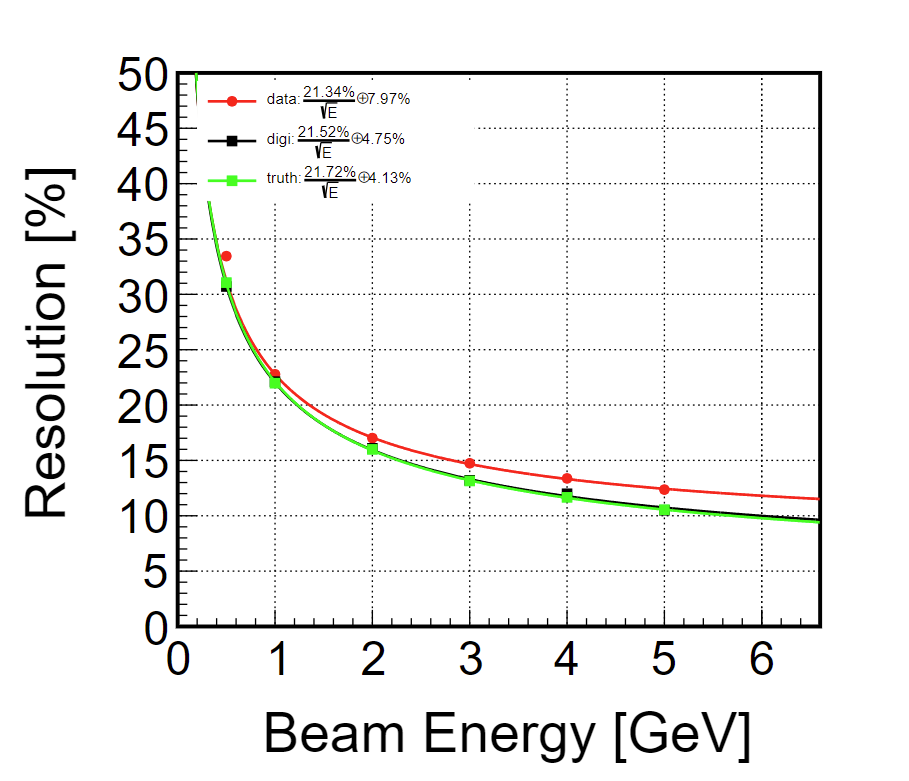 50
45
40
35
30
25
20
15
10
5
0
Resolution [%]
data: 21.34%/√E ⊕7.97%
digi: 21.52%/√E ⊕4.75%
truth: 21.72%/√E ⊕4.13%
0 1 2 3 4 5 6
Beam Energy [GeV]